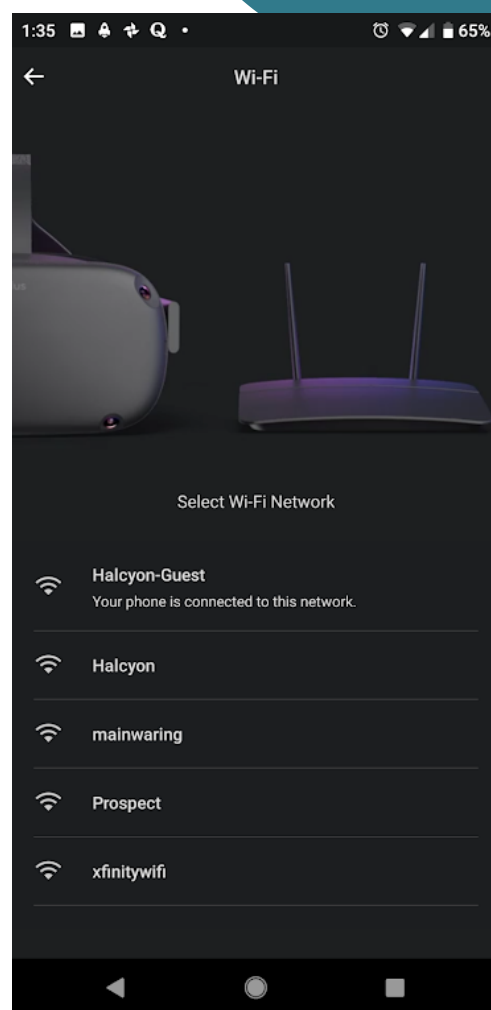 1:35 Q 65%
Wi-Fi
us
Select Wi-Fi Network
Halcyon-Guest
Your phone is connected to this network.
Halcyon
mainwaring
Prospect
xfinitywifi